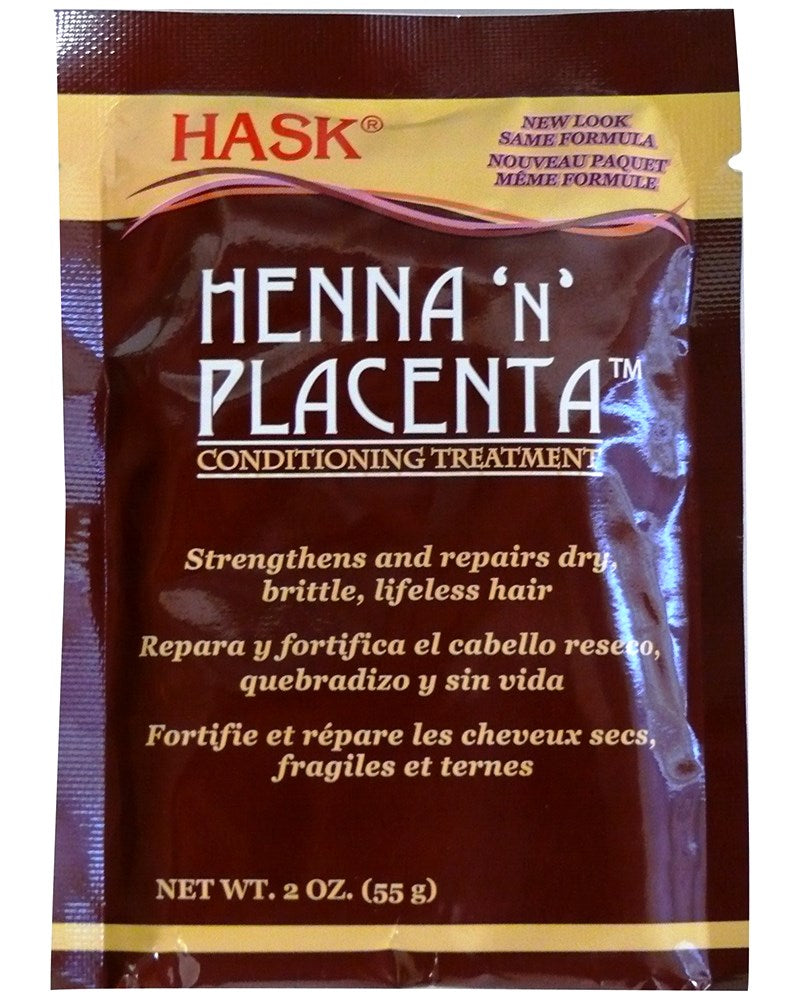 HASK®
NEW LOOK
SAME FORMULA
NOUVEAU PAQUET
MÊME FORMULE
HENNA ‘N’
PLACENTA™
CONDITIONING TREATMENT
Strengthens and repairs dry,
brittle, lifeless hair
Repara y fortifica el cabello reseco,
quebradizo y sin vida
Fortifie et répare les cheveux secs,
fragiles et ternes
NET WT. 2 OZ. (55 g)